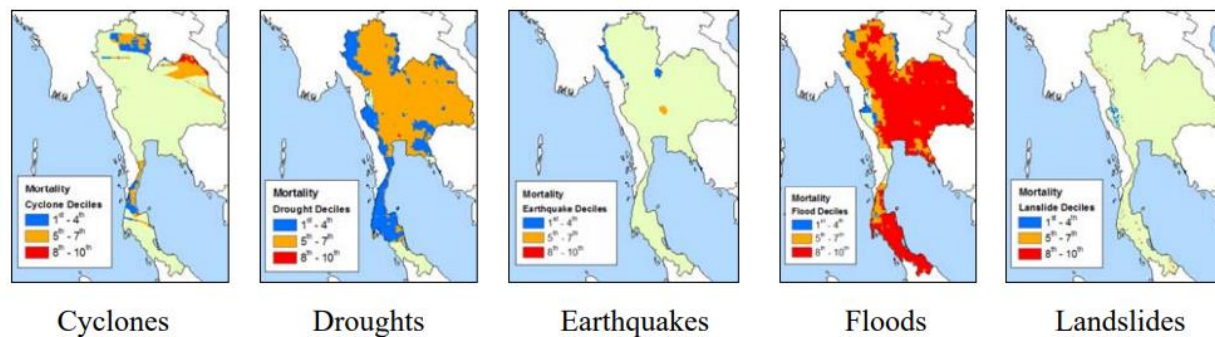 Mortality
Cyclone Deciles
1st - 4th
5th - 7th
8th - 10th
Mortality
Drought Deciles
1st - 4th
5th - 7th
8th - 10th
Mortality
Earthquake Deciles
1st - 4th
5th - 7th
8th - 10th
Mortality
Flood Deciles
1st - 4th
5th - 7th
8th - 10th
Mortality
Lanslide Deciles
1st - 4th
5th - 7th
8th - 10th
Cyclones
Droughts
Earthquakes
Floods
Landslides